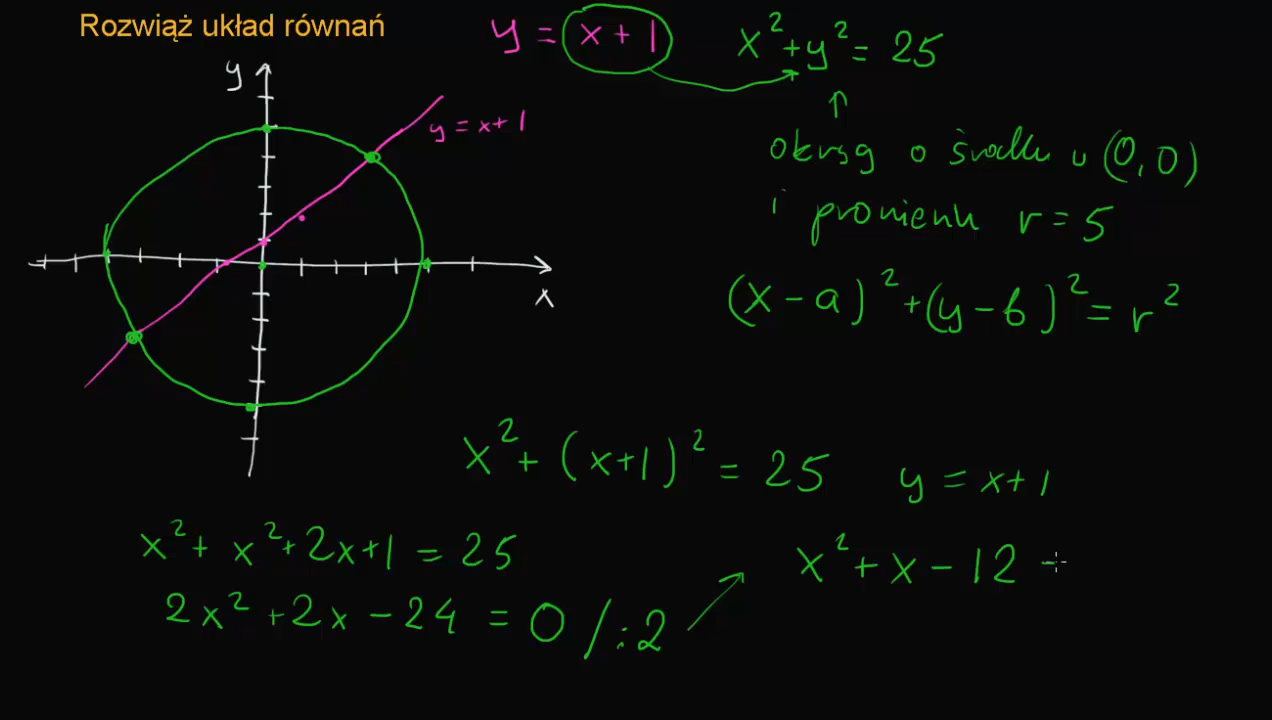 Rozwiąż układ równań
y = x + 1 x² + y² = 25
y
y = x + 1
okrąg o środku w (0, 0)
i promieniu r = 5
x
(x - a)² + (y - b)² = r²
x² + (x+1)² = 25 y = x + 1
x² + x² + 2x + 1 = 25
x² + x - 12
2x² + 2x - 24 = 0 / : 2